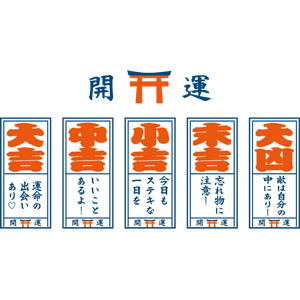 開運
大吉
運命の
出会い
あり♡
開運
中吉
いいこと
あるよ!
開運
小吉
今日も
ステキな
一日を
開運
末吉
忘れ物に
注意!
開運
大凶
敵は自分の
中にあり!
開運